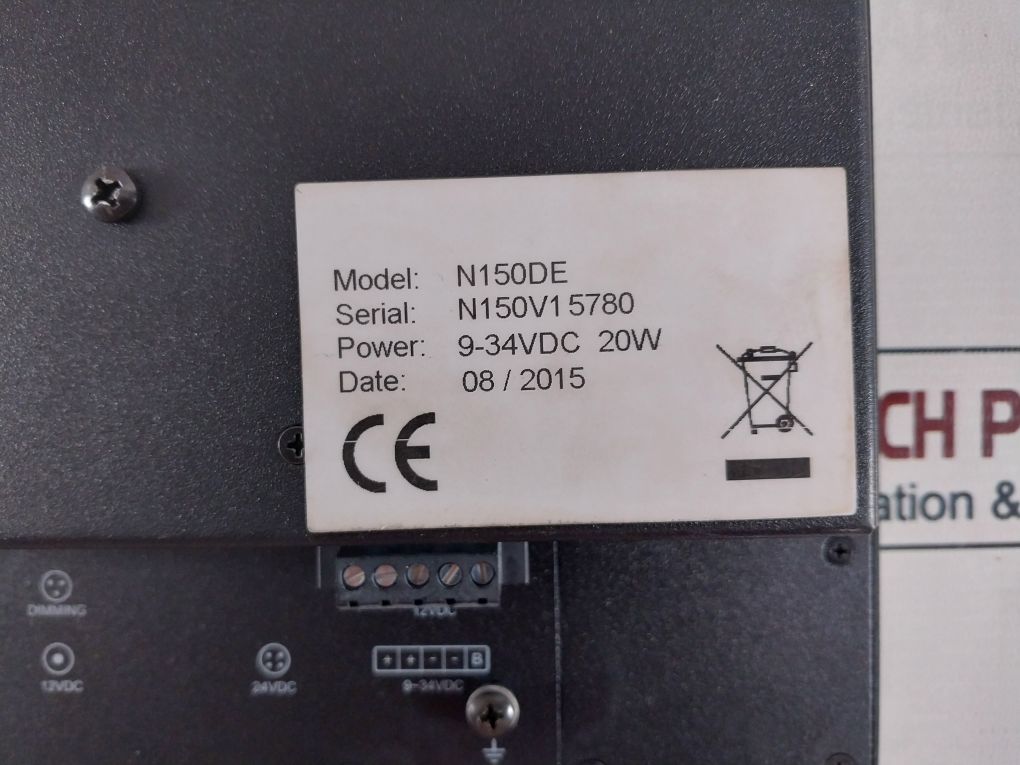 Model: N150DE
Serial: N150V15780
Power: 9-34VDC 20W
Date: 08 / 2015
CE
CH P
ation &
DIMMING
12VDC
12VDC
24VDC
+ + - - B
9-34VDC